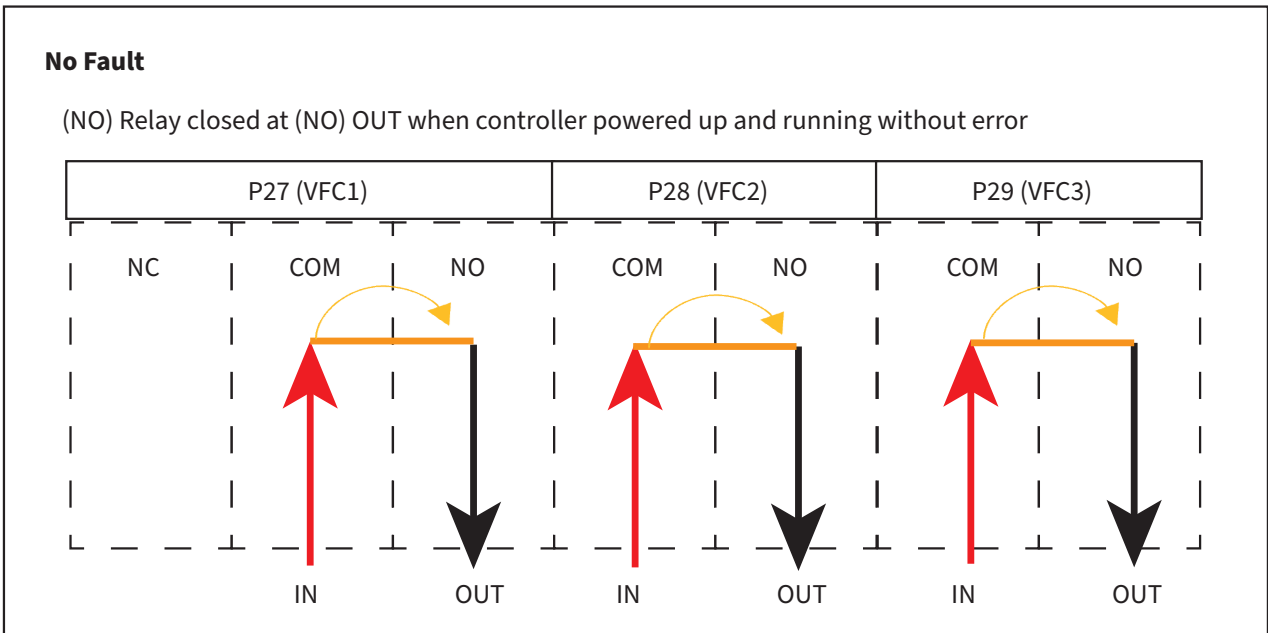 No Fault
(NO) Relay closed at (NO) OUT when controller powered up and running without error
P27 (VFC1) P28 (VFC2) P29 (VFC3)
NC COM NO COM NO COM NO
IN OUT IN OUT IN OUT